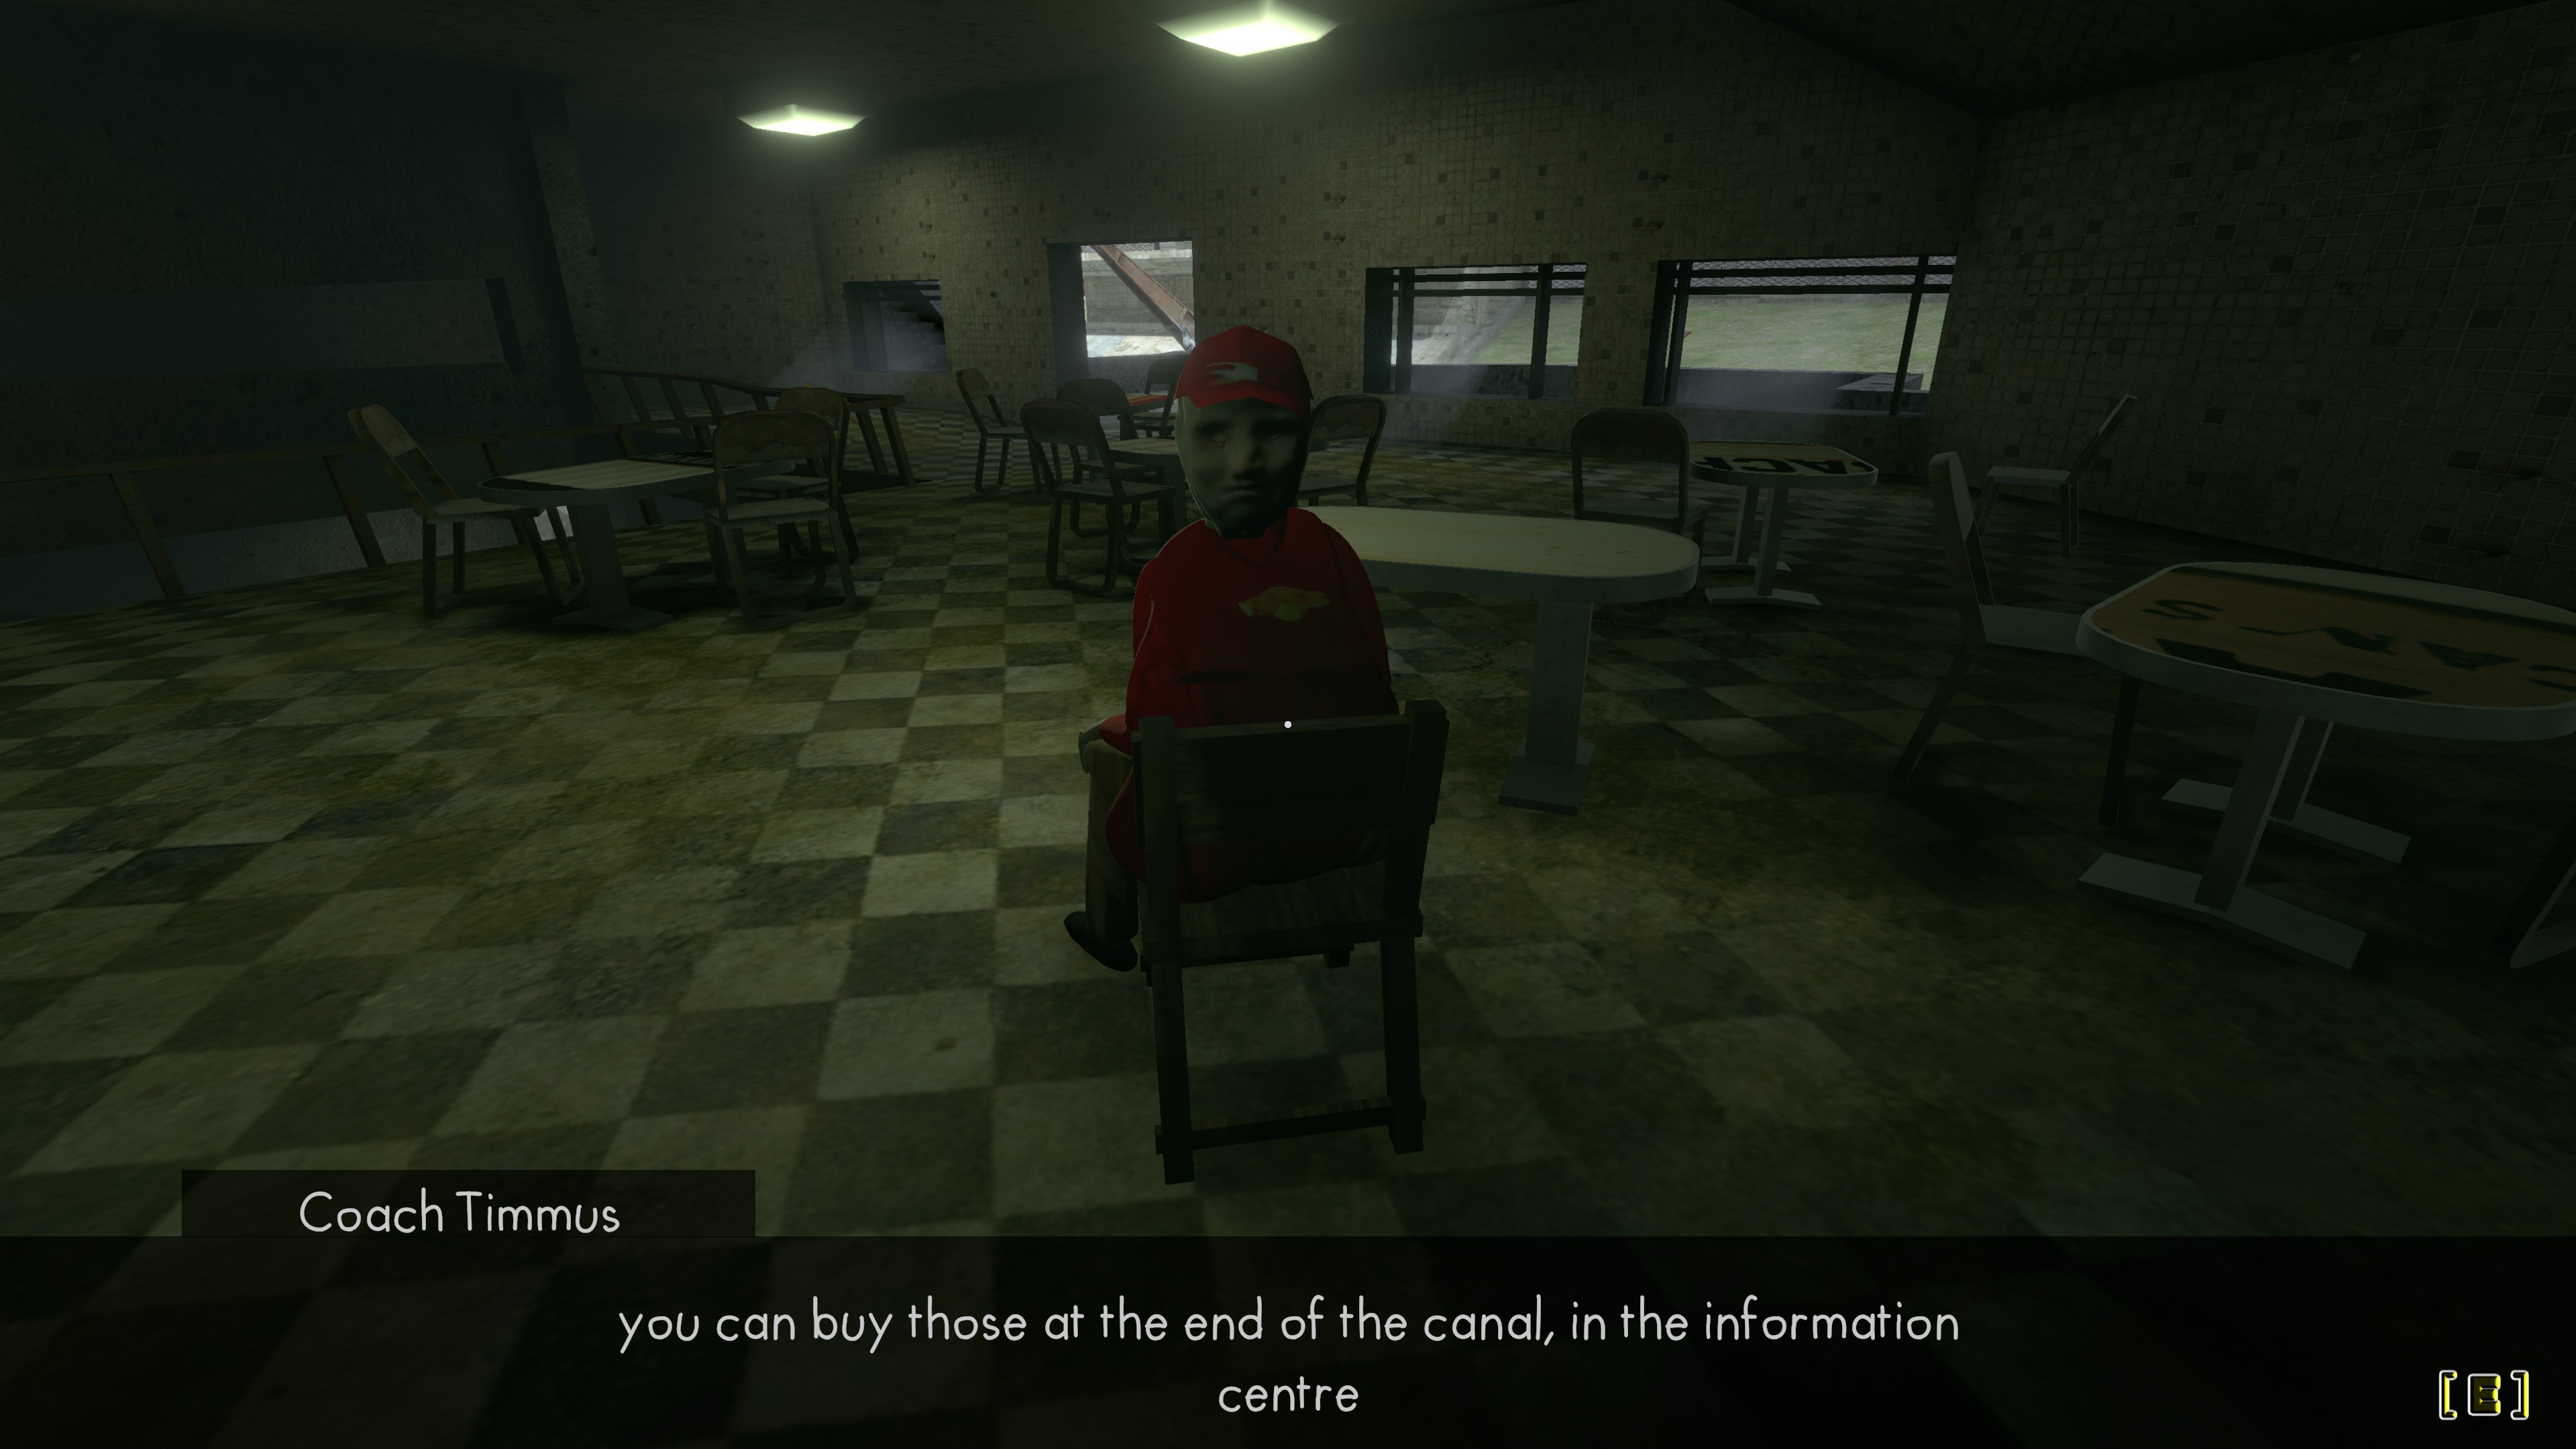 Coach Timmus
you can buy those at the end of the canal, in the information
centre
[E]